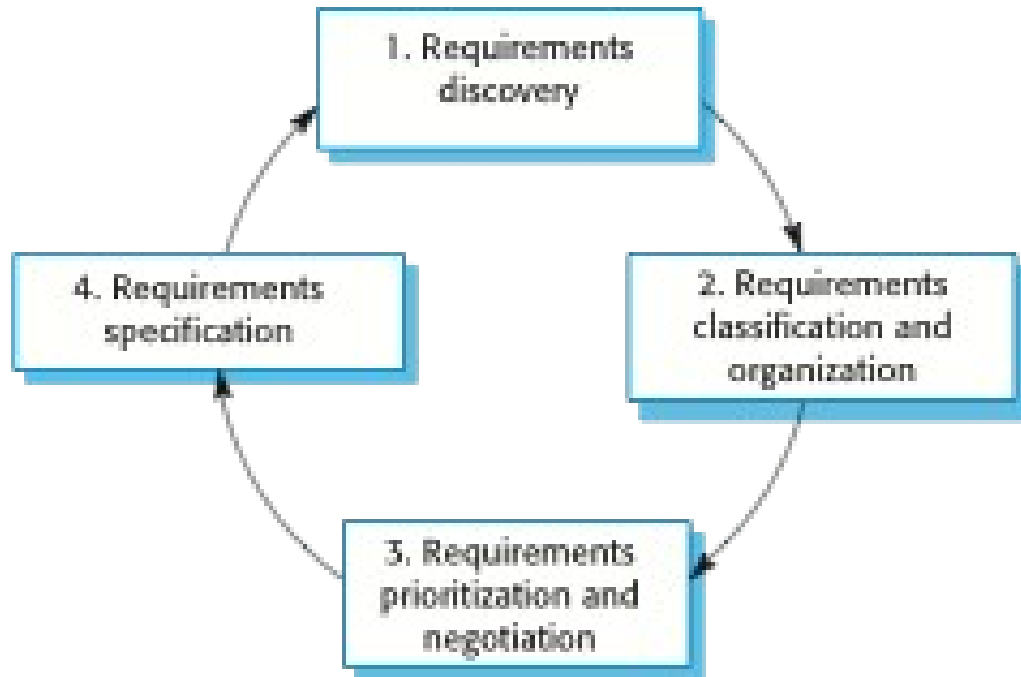 1. Requirements
discovery
2. Requirements
classification and
organization
3. Requirements
prioritization and
negotiation
4. Requirements
specification